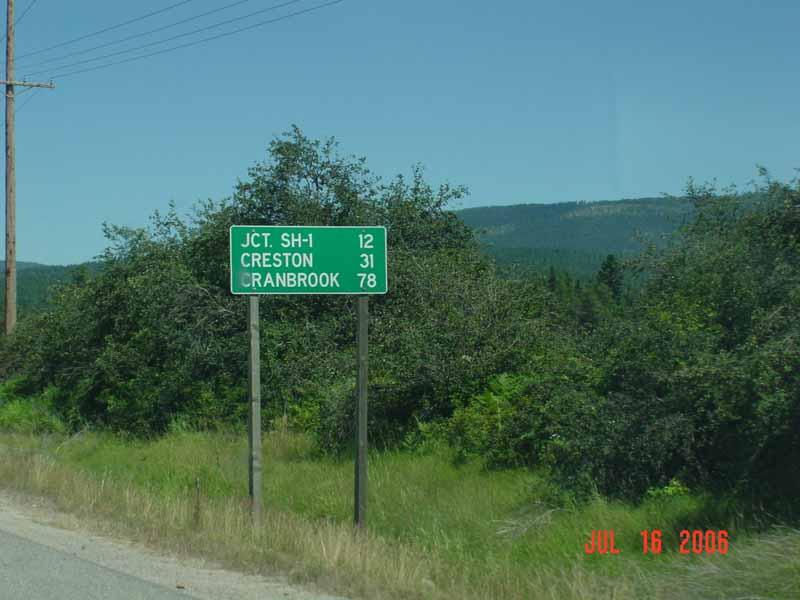 JCT. SH-1 12
CRESTON 31
CRANBROOK 78
JUL 16 2006